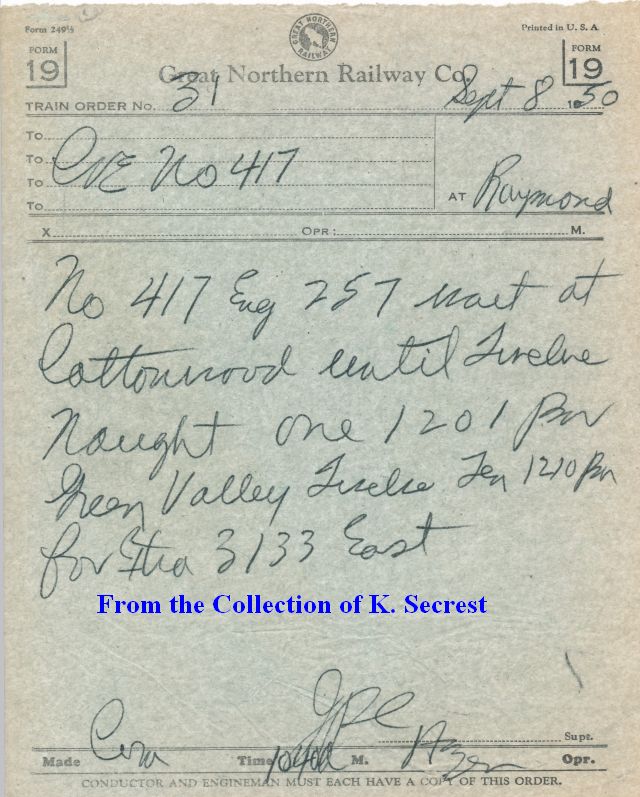 Form 249½
Printed in U. S. A.
GREAT NORTHERN RAILWAY
FORM 19
FORM 19
Great Northern Railway Co.
TRAIN ORDER No. 31 Sept 8 1950
To
To C&E No 417
To
To
AT Raymond
X OPR: M.
No 417 Eng 257 wait at
Cottonwood until Twelve
Nought one 1201 Pm
Green Valley Twelve Ten 1210 Pm
for Extra 3133 East
From the Collection of K. Secrest
Supt.
Made Com Time M. Opr.
CONDUCTOR AND ENGINEMAN MUST EACH HAVE A COPY OF THIS ORDER.